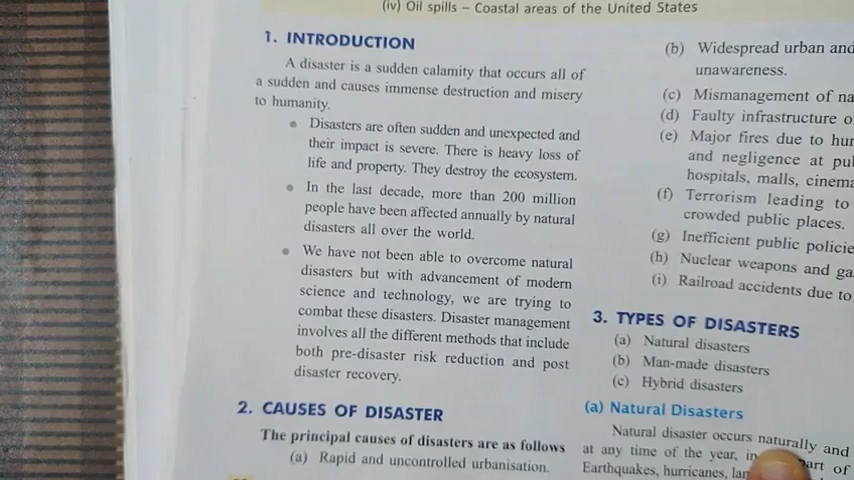 (iv) Oil spills – Coastal areas of the United States
1. INTRODUCTION
A disaster is a sudden calamity that occurs all of
a sudden and causes immense destruction and misery
to humanity.
• Disasters are often sudden and unexpected and
their impact is severe. There is heavy loss of
life and property. They destroy the ecosystem.
• In the last decade, more than 200 million
people have been affected annually by natural
disasters all over the world.
• We have not been able to overcome natural
disasters but with advancement of modern
science and technology, we are trying to
combat these disasters. Disaster management
involves all the different methods that include
both pre-disaster risk reduction and post
disaster recovery.
2. CAUSES OF DISASTER
The principal causes of disasters are as follows
(a) Rapid and uncontrolled urbanisation.
(b) Widespread urban and
unawareness.
(c) Mismanagement of
(d) Faulty infrastructure
(e) Major fires due to
and negligence at
hospitals, malls,
(f) Terrorism leading to
crowded public places.
(g) Inefficient public
(h) Nuclear weapons and
(i) Railroad accidents due to
3. TYPES OF DISASTERS
(a) Natural disasters
(b) Man-made disasters
(c) Hybrid disasters
(a) Natural Disasters
Natural disaster occurs naturally and
at any time of the year, in part of
Earthquakes, hurricanes,